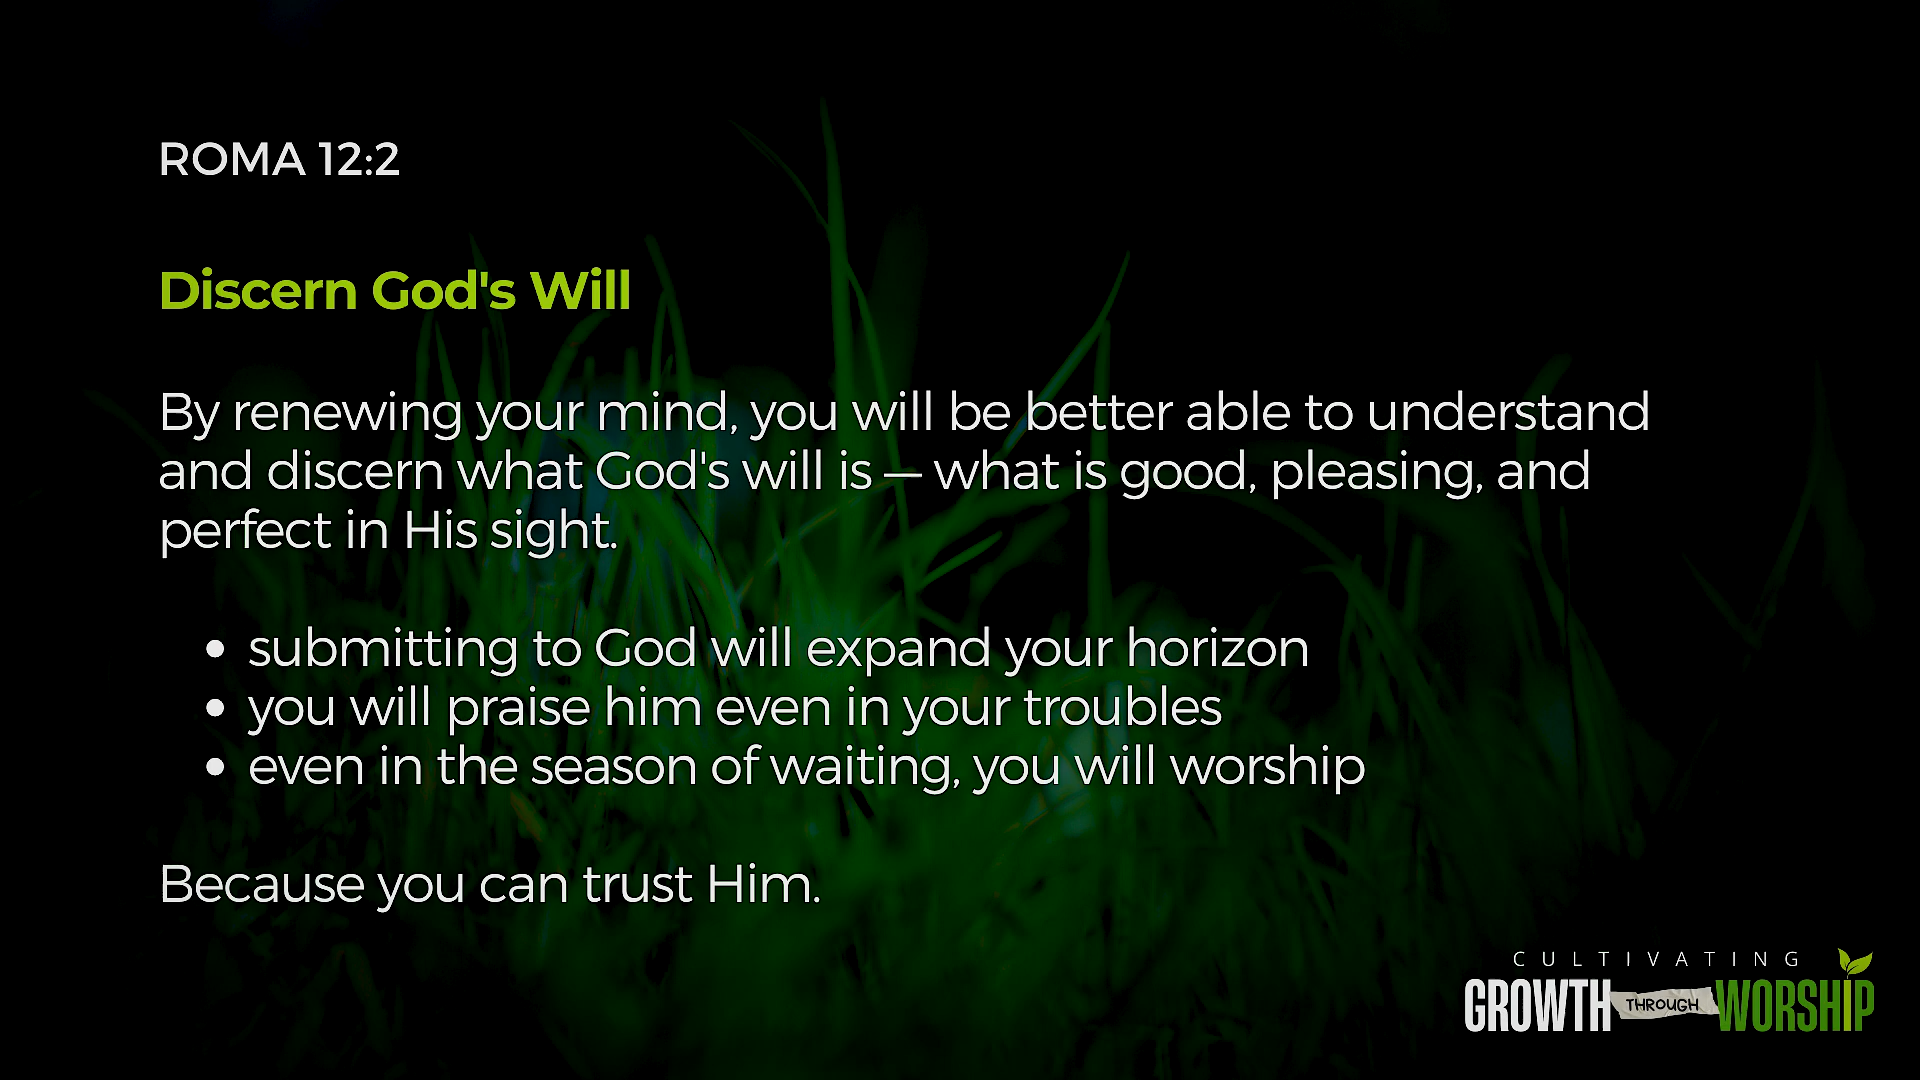 ROMA 12:2
Discern God's Will
By renewing your mind, you will be better able to understand
and discern what God's will is — what is good, pleasing, and
perfect in His sight.
• submitting to God will expand your horizon
• you will praise him even in your troubles
• even in the season of waiting, you will worship
Because you can trust Him.
CULTIVATING
GROWTH THROUGH WORSHIP